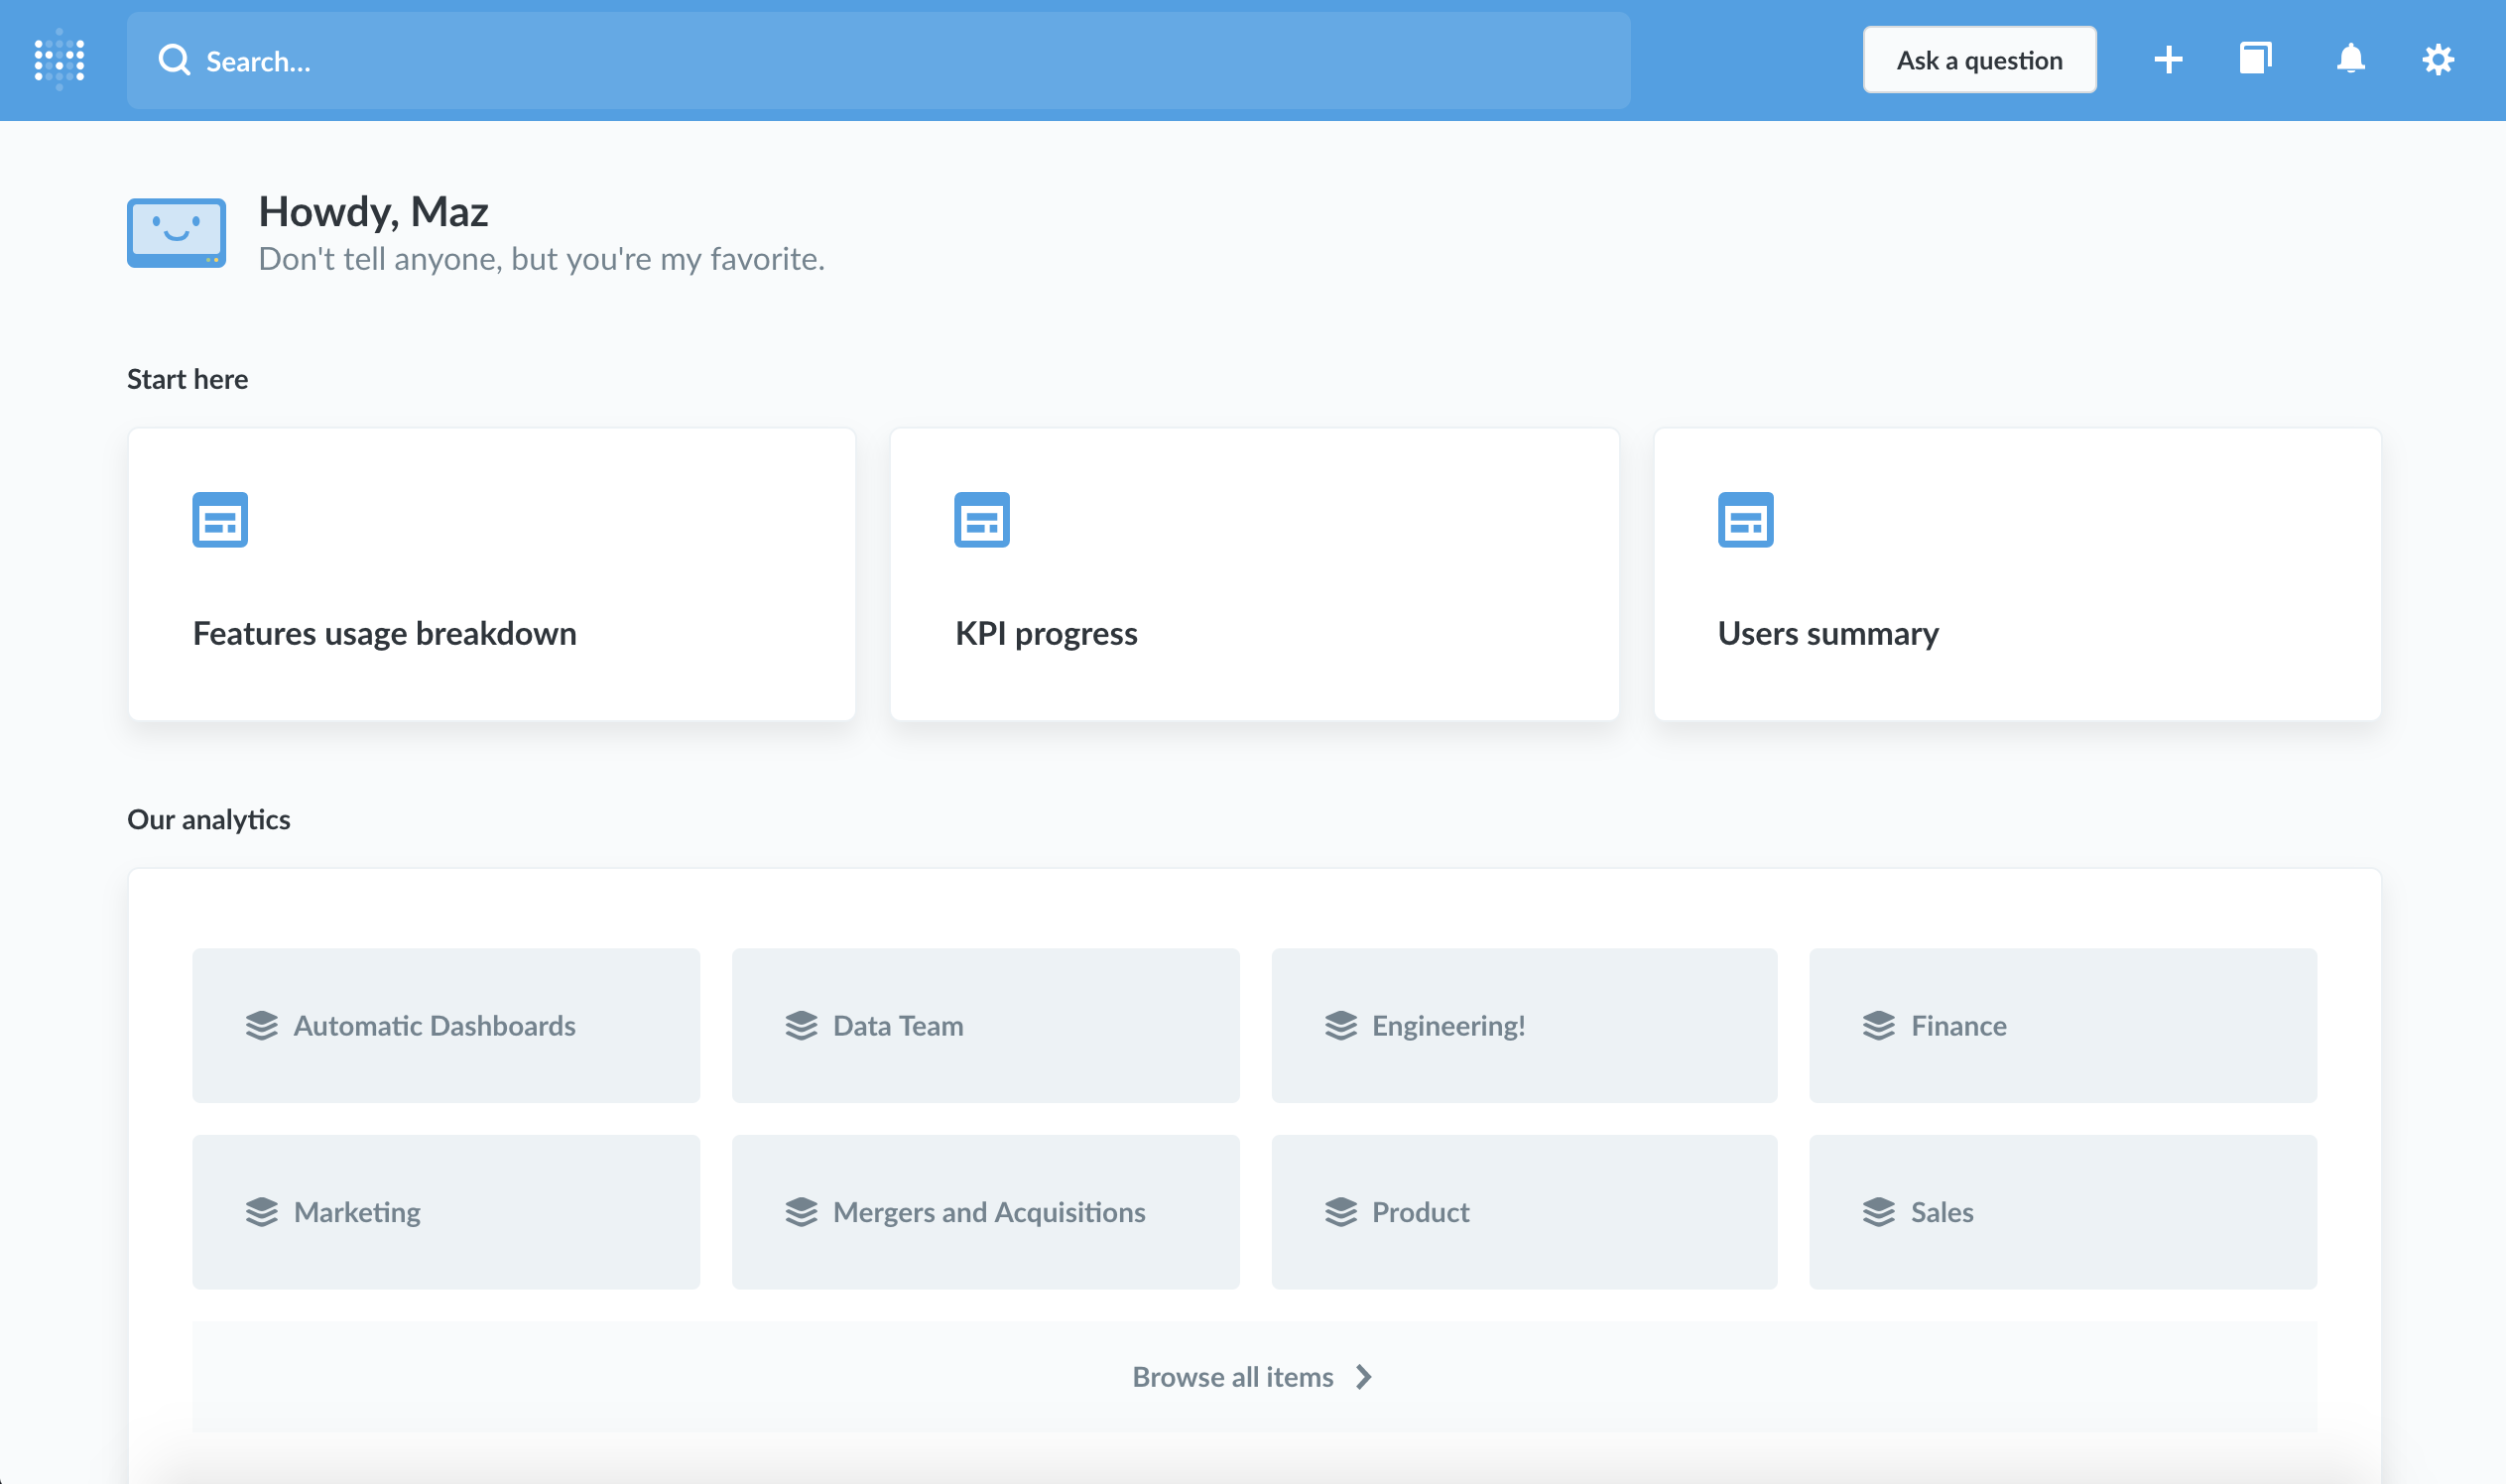 Search...
Ask a question
Howdy, Maz
Don't tell anyone, but you're my favorite.
Start here
Features usage breakdown
KPI progress
Users summary
Our analytics
Automatic Dashboards
Data Team
Engineering!
Finance
Marketing
Mergers and Acquisitions
Product
Sales
Browse all items